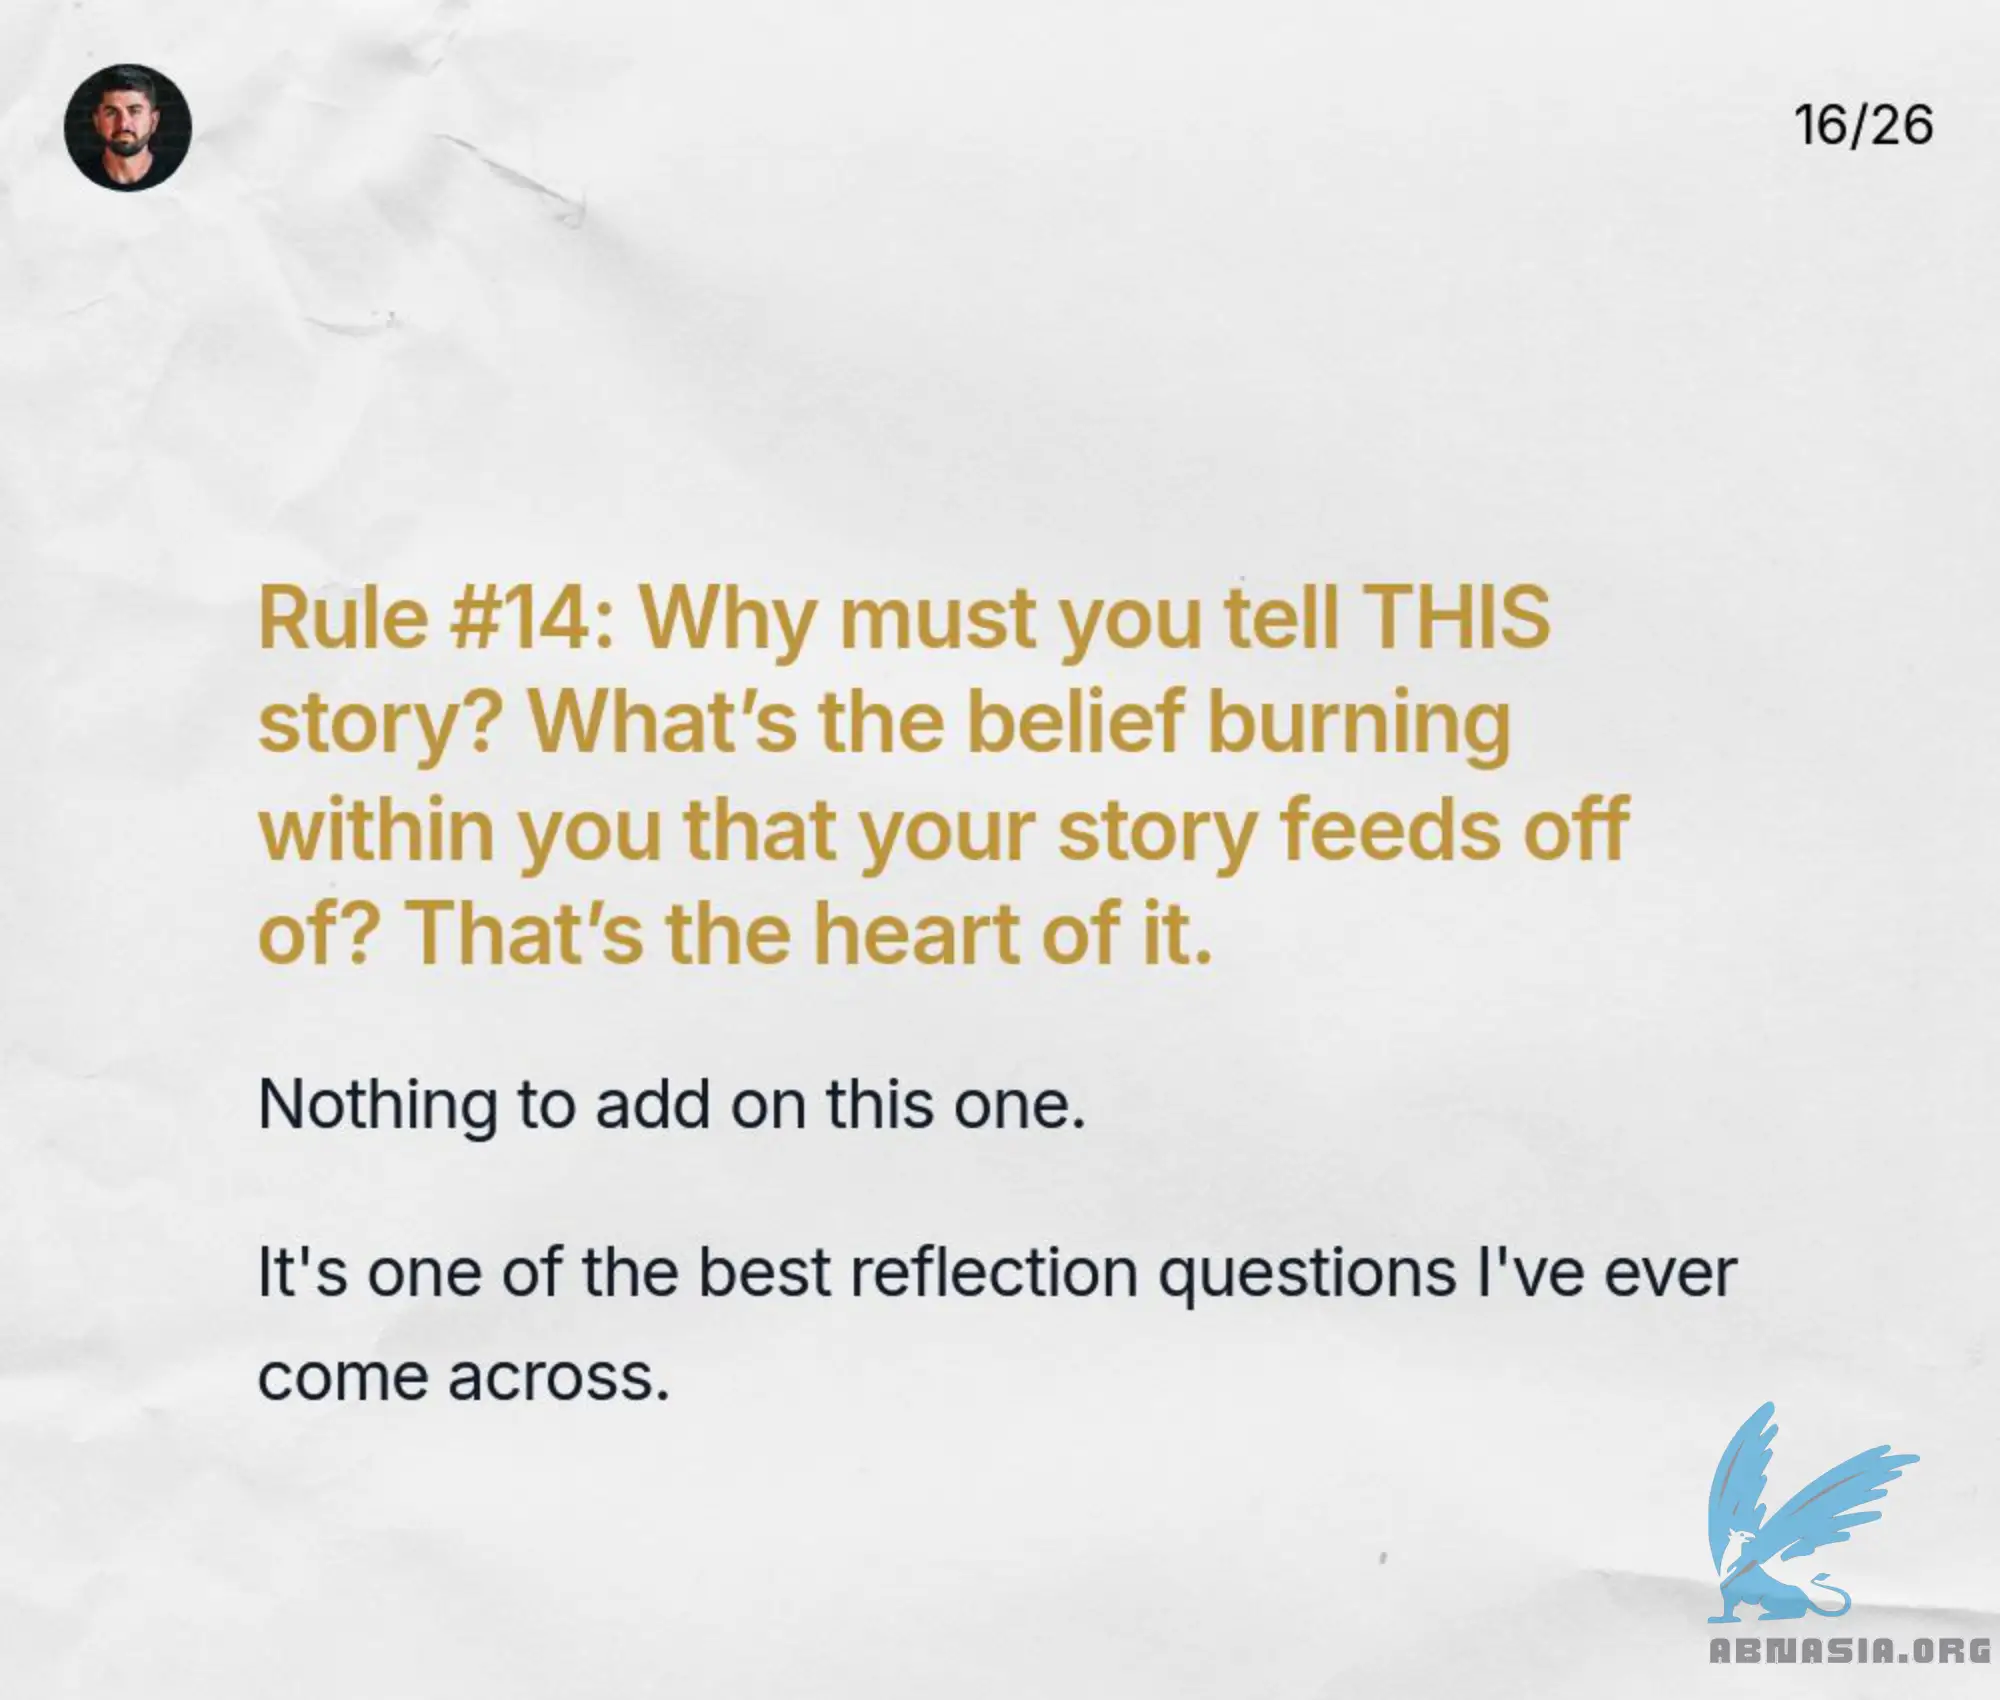 16/26
Rule #14: Why must you tell THIS
story? What’s the belief burning
within you that your story feeds off
of? That’s the heart of it.
Nothing to add on this one.
It's one of the best reflection questions I've ever
come across.
ABNASIA.ORG